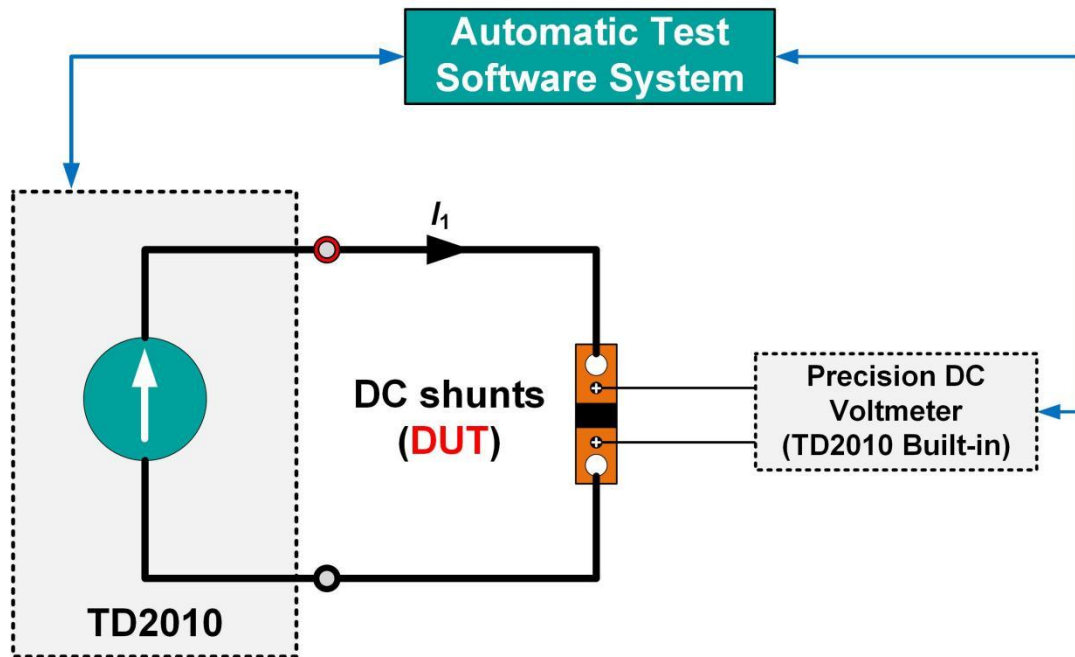 Automatic Test
Software System
I1
DC shunts
(DUT)
Precision DC
Voltmeter
(TD2010 Built-in)
TD2010